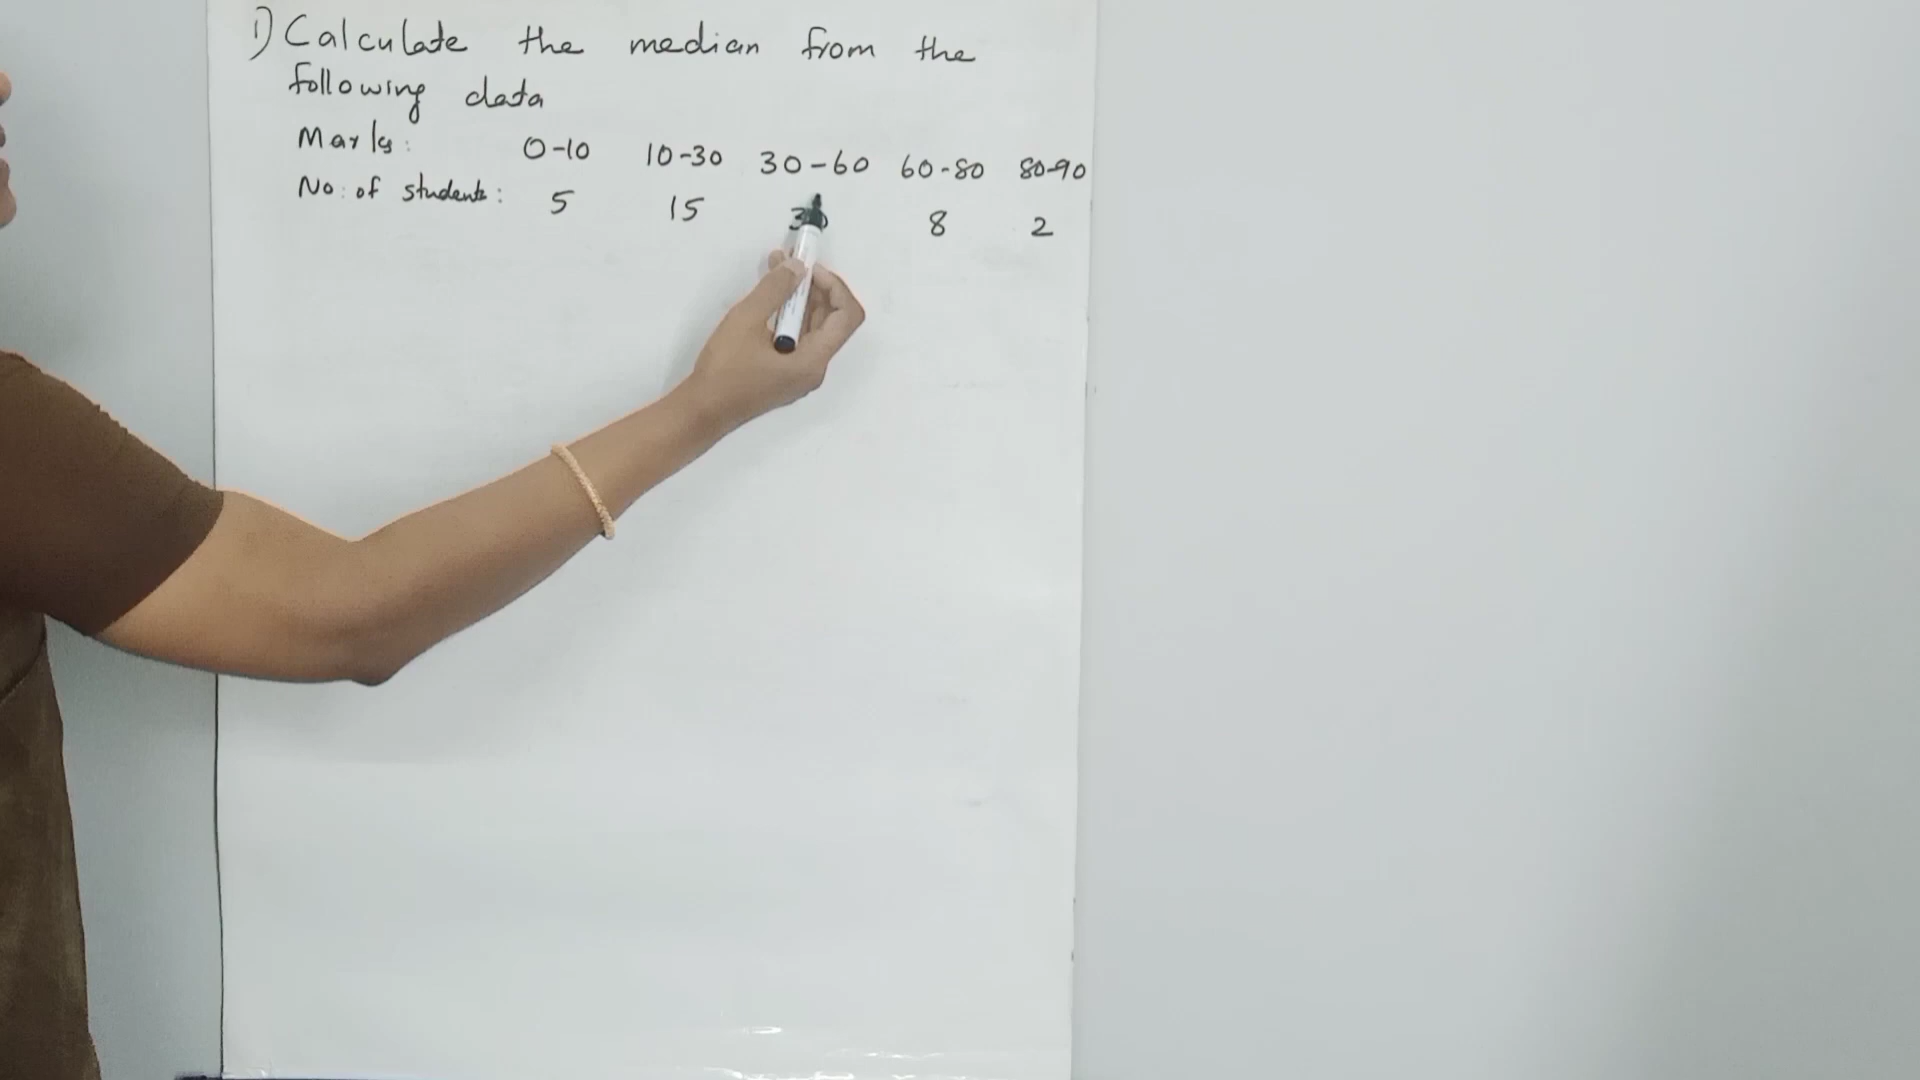 1) Calculate the median from the
following data
Marks: 0-10 10-30 30-60 60-80 80-90
No: of students: 5 15 8 2